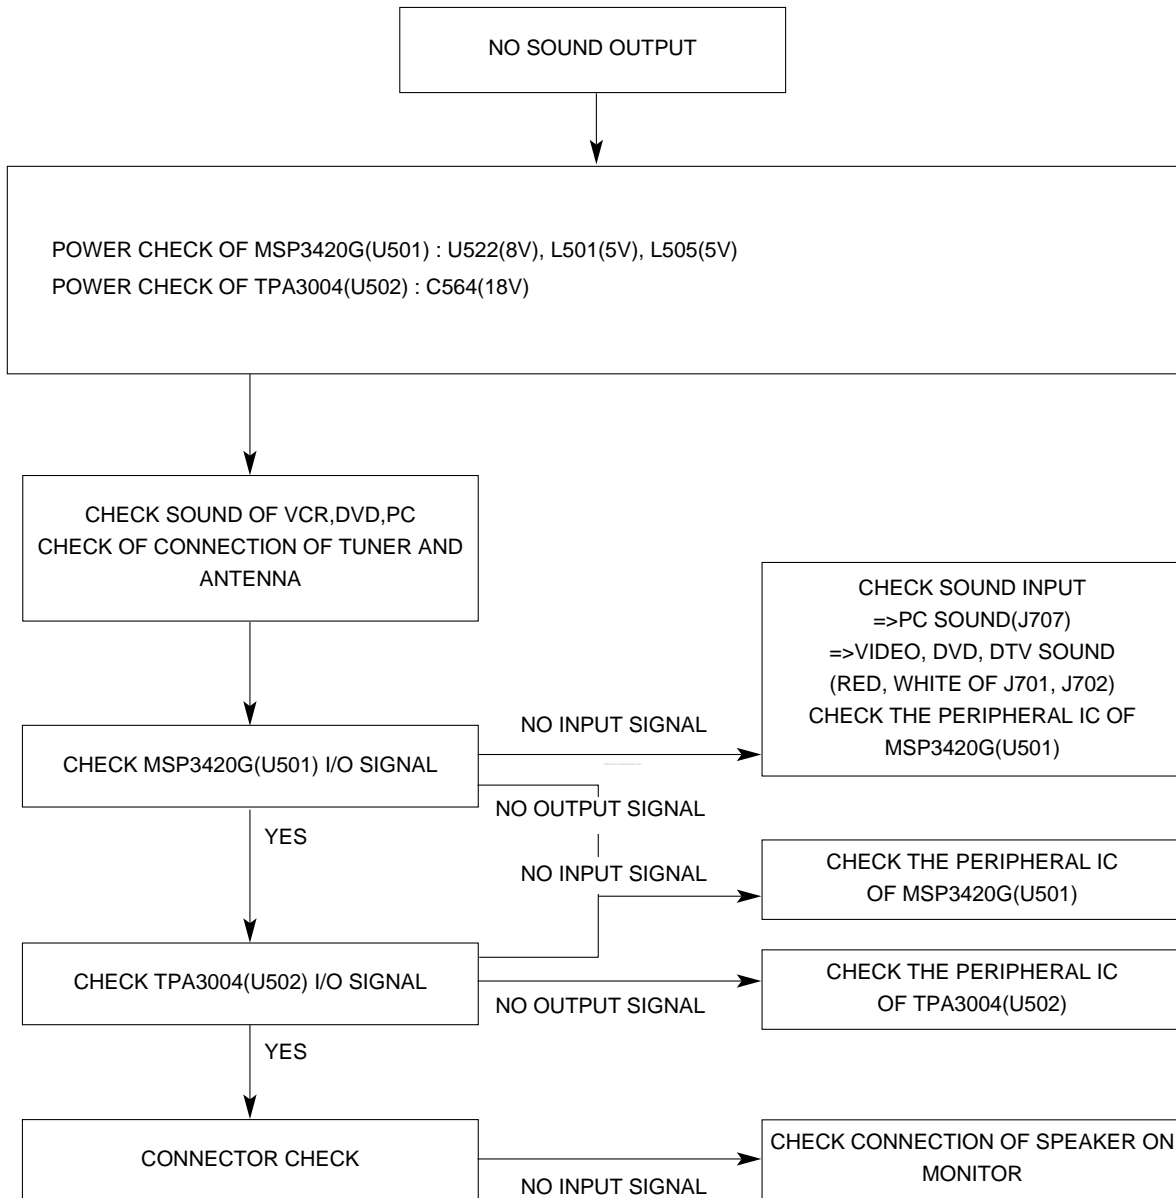 NO SOUND OUTPUT
POWER CHECK OF MSP3420G(U501) : U522(8V), L501(5V), L505(5V)
POWER CHECK OF TPA3004(U502) : C564(18V)
CHECK SOUND OF VCR,DVD,PC
CHECK OF CONNECTION OF TUNER AND
ANTENNA
CHECK SOUND INPUT
=>PC SOUND(J707)
=>VIDEO, DVD, DTV SOUND
(RED, WHITE OF J701, J702)
CHECK THE PERIPHERAL IC OF
MSP3420G(U501)
NO INPUT SIGNAL
CHECK MSP3420G(U501) I/O SIGNAL
NO OUTPUT SIGNAL
YES
NO INPUT SIGNAL
CHECK THE PERIPHERAL IC
OF MSP3420G(U501)
CHECK TPA3004(U502) I/O SIGNAL
NO OUTPUT SIGNAL
CHECK THE PERIPHERAL IC
OF TPA3004(U502)
YES
CONNECTOR CHECK
NO INPUT SIGNAL
CHECK CONNECTION OF SPEAKER ON
MONITOR